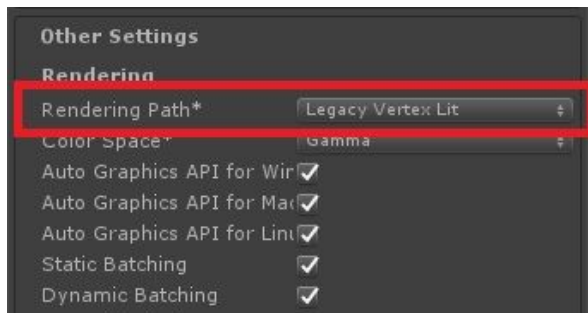 Other Settings
Rendering
Rendering Path* Legacy Vertex Lit
Color Space* Gamma
Auto Graphics API for Win
Auto Graphics API for Mac
Auto Graphics API for Linu
Static Batching
Dynamic Batching